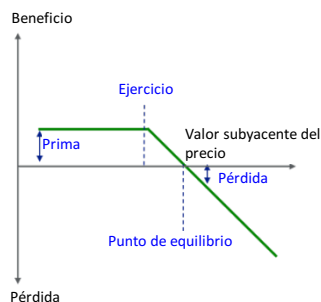 Beneficio
Ejercicio
Valor subyacente del
precio
Prima
Pérdida
Punto de equilibrio
Pérdida